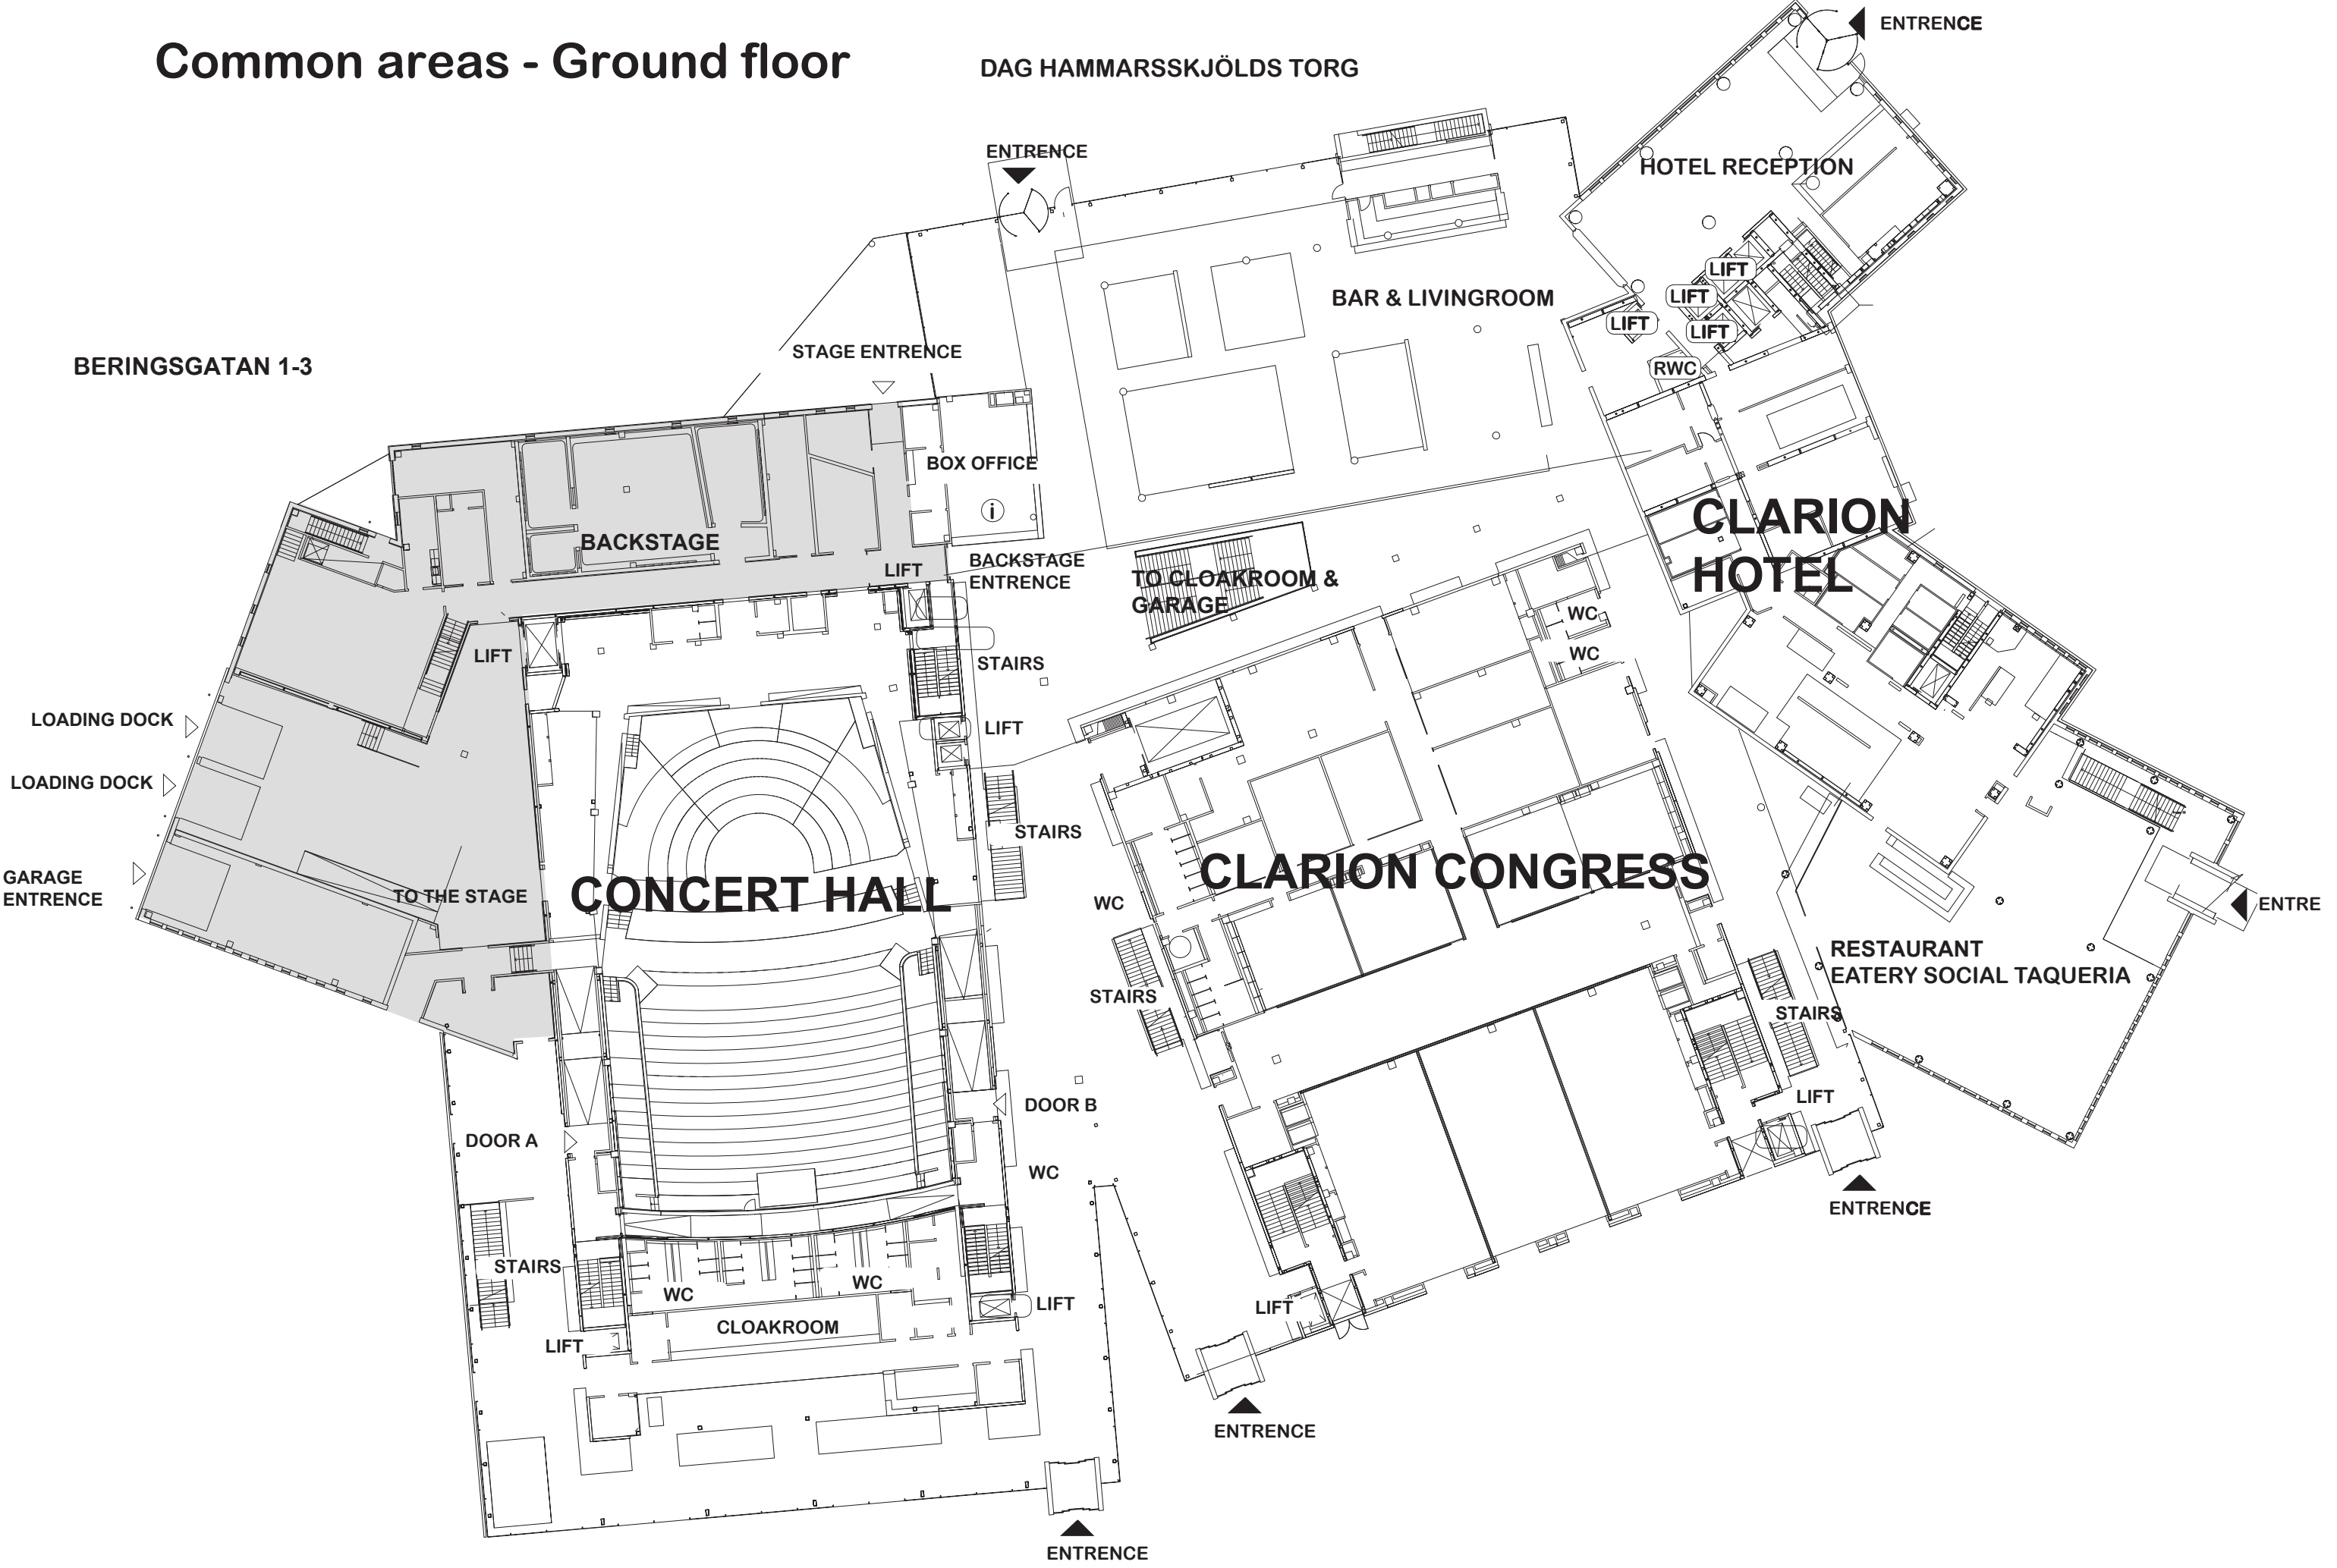 Common areas - Ground floor
DAG HAMMARSSKJÖLDS TORG
ENTRENCE
ENTRENCE
HOTEL RECEPTION
LIFT
LIFT
LIFT
LIFT
RWC
BAR & LIVINGROOM
STAGE ENTRENCE
BERINGSGATAN 1-3
BOX OFFICE
i
BACKSTAGE
LIFT
BACKSTAGE
ENTRENCE
TO CLOAKROOM &
GARAGE
CLARION
HOTEL
WC
WC
LIFT
STAIRS
LOADING DOCK
LIFT
LOADING DOCK
STAIRS
GARAGE
ENTRENCE
TO THE STAGE
CONCERT HALL
CLARION CONGRESS
WC
ENTRE
RESTAURANT
EATERY SOCIAL TAQUERIA
STAIRS
STAIRS
LIFT
DOOR B
DOOR A
WC
ENTRENCE
STAIRS
WC
WC
LIFT
LIFT
CLOAKROOM
LIFT
ENTRENCE
ENTRENCE